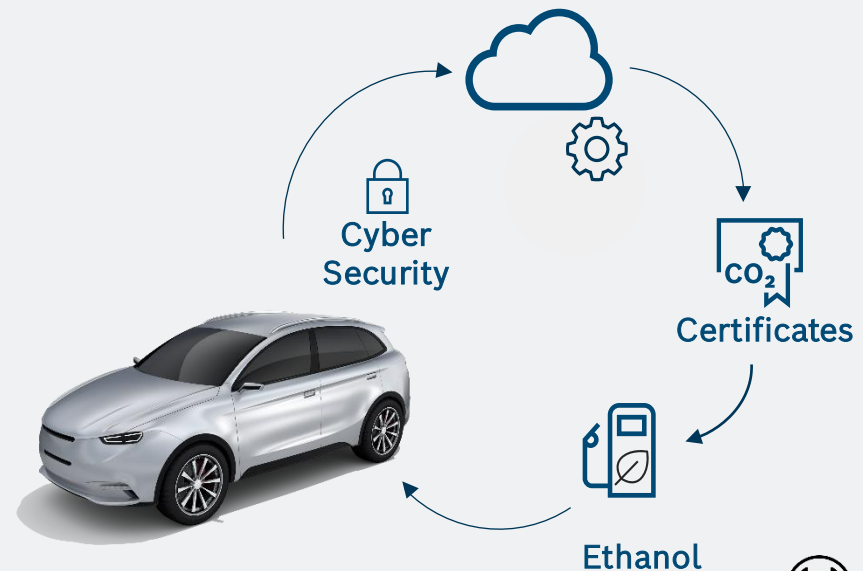 Cyber
Security
CO₂
Certificates
Ethanol